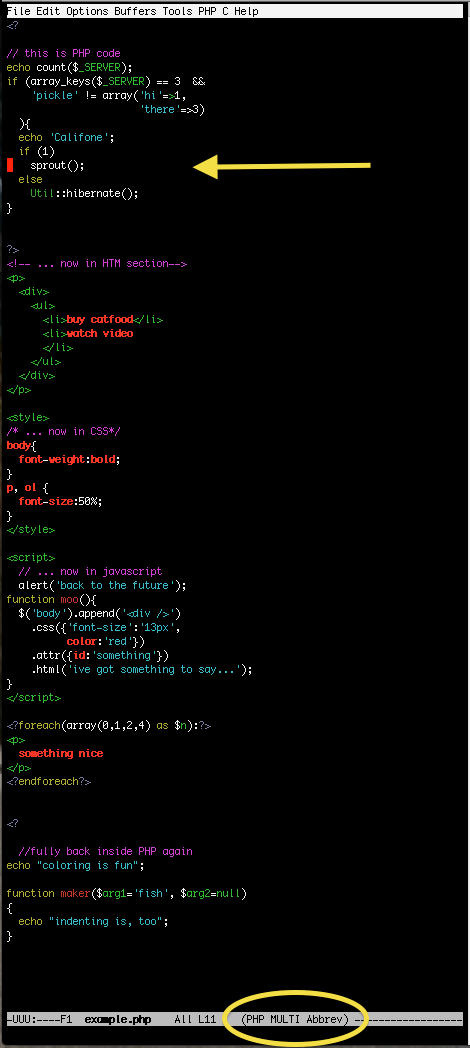 File Edit Options Buffers Tools PHP C Help
<?

// this is PHP code
echo count($_SERVER);
if (array_keys($_SERVER) == 3  &&
    'pickle' != array('hi'=>1,
                      'there'=>3)
  ){
  echo 'Califone';
  if (1)
    sprout();
  else
    Util::hibernate();
}

?>
<!-- ... now in HTM section-->
<p>
  <div>
    <ul>
      <li>buy catfood</li>
      <li>watch video
      </li>
    </ul>
  </div>
</p>

<style>
/* ... now in CSS*/
body{
  font-weight:bold;
}
p, ol {
  font-size:50%;
}
</style>

<script>
  // ... now in javascript
  alert('back to the future');
function moo(){
  $('body').append('<div />')
    .css({'font-size':'13px',
          color:'red'})
    .attr({id:'something'})
    .html('ive got something to say...');
}
</script>

<?foreach(array(0,1,2,4) as $n):?>
<p>
  something nice
</p>
<?endforeach?>

<?

  //fully back inside PHP again
echo "coloring is fun";

function maker($arg1='fish', $arg2=null)
{
  echo "indenting is, too";
}

-UUU:----F1  example.php    All L11    (PHP MULTI Abbrev) ------------------